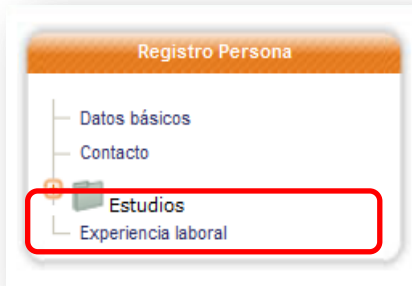 Registro Persona
Datos básicos
Contacto
Estudios
Experiencia laboral